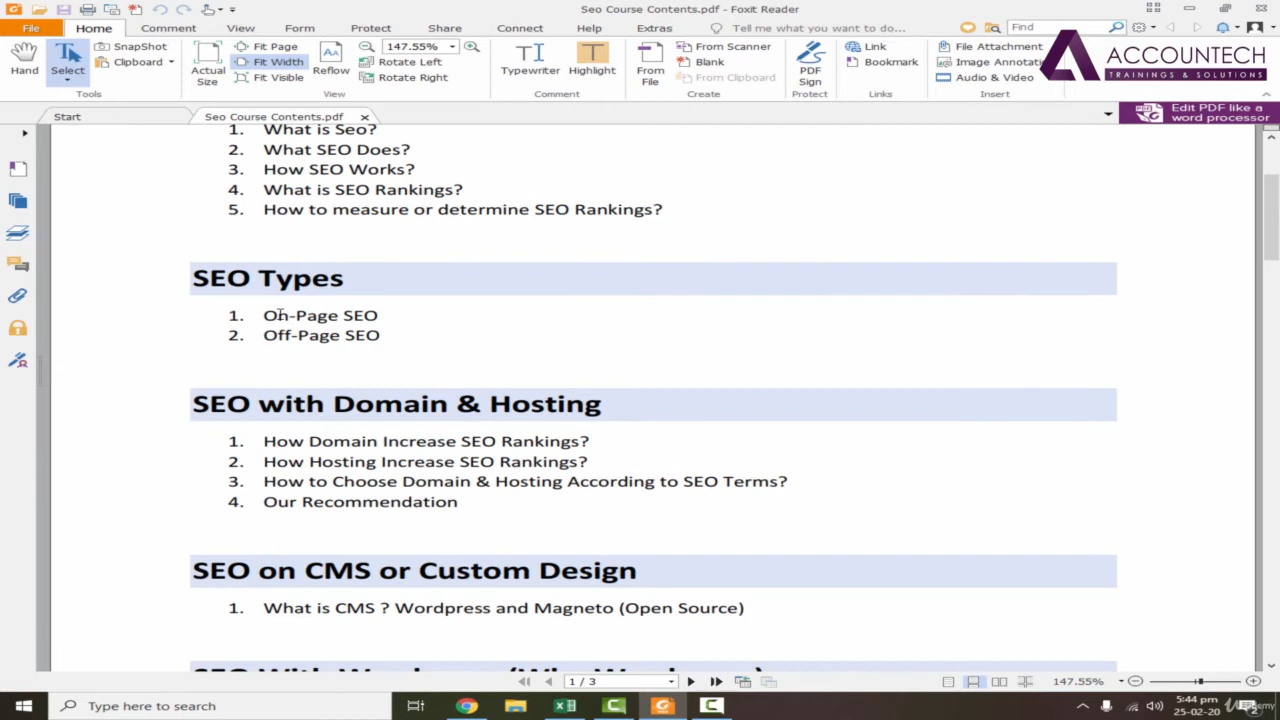 Seo Course Contents.pdf - Foxit Reader
File Home Comment View Form Protect Share Connect Help Extras Tell me what you want to do... Find
Hand Select SnapShot Clipboard Actual Size Fit Page Fit Width Fit Visible Reflow 147.55% Rotate Left Rotate Right Typewriter Highlight From File From Scanner Blank From Clipboard PDF Sign Link Bookmark File Attachment Image Annotat Audio & Video
Tools View Comment Create Protect Links Insert
ACCOUNTECH
TRAININGS & SOLUTIONS
Start Seo Course Contents.pdf
Edit PDF like a
word processor
1. What is Seo?
2. What SEO Does?
3. How SEO Works?
4. What is SEO Rankings?
5. How to measure or determine SEO Rankings?
SEO Types
1. On-Page SEO
2. Off-Page SEO
SEO with Domain & Hosting
1. How Domain Increase SEO Rankings?
2. How Hosting Increase SEO Rankings?
3. How to Choose Domain & Hosting According to SEO Terms?
4. Our Recommendation
SEO on CMS or Custom Design
1. What is CMS ? Wordpress and Magneto (Open Source)
1 / 3 147.55%
Type here to search
5:44 pm
25-02-20
Udemy